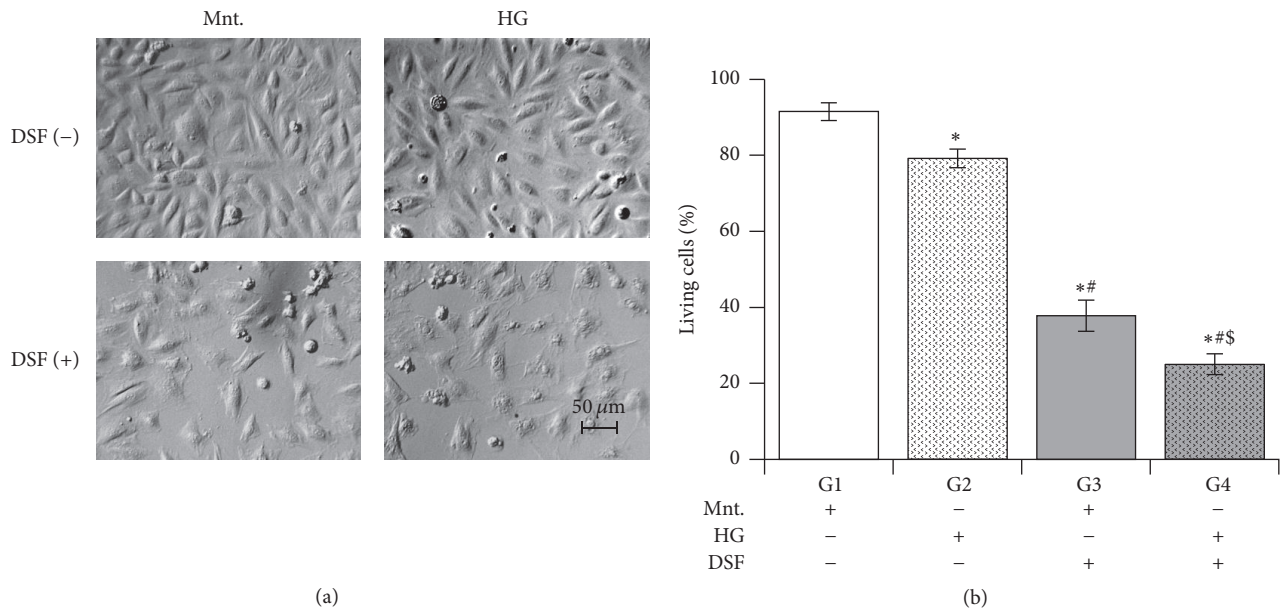 Mnt. HG
DSF (−)
DSF (+)
50 μm
(a)
Living cells (%)
100
80
60
40
20
0
*
*#
*#$
G1 G2 G3 G4
Mnt. + − + −
HG − + − +
DSF − − + +
(b)